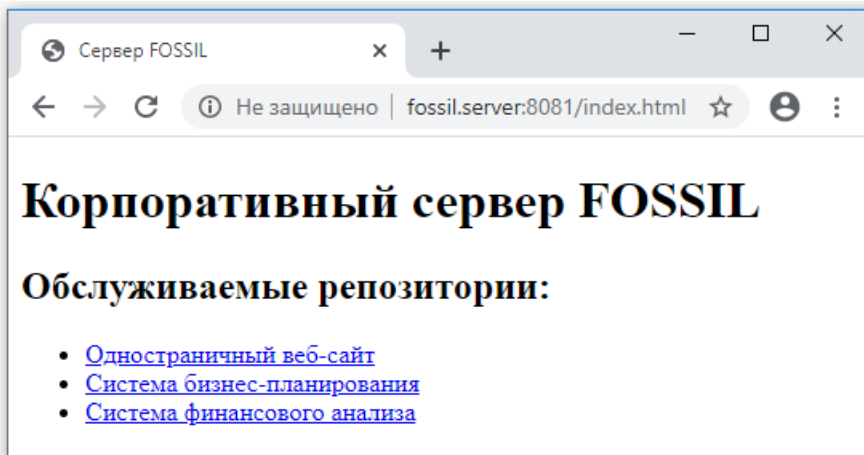 Сервер FOSSIL
Не защищено | fossil.server:8081/index.html
Корпоративный сервер FOSSIL
Обслуживаемые репозитории:
• Одностраничный веб-сайт
• Система бизнес-планирования
• Система финансового анализа